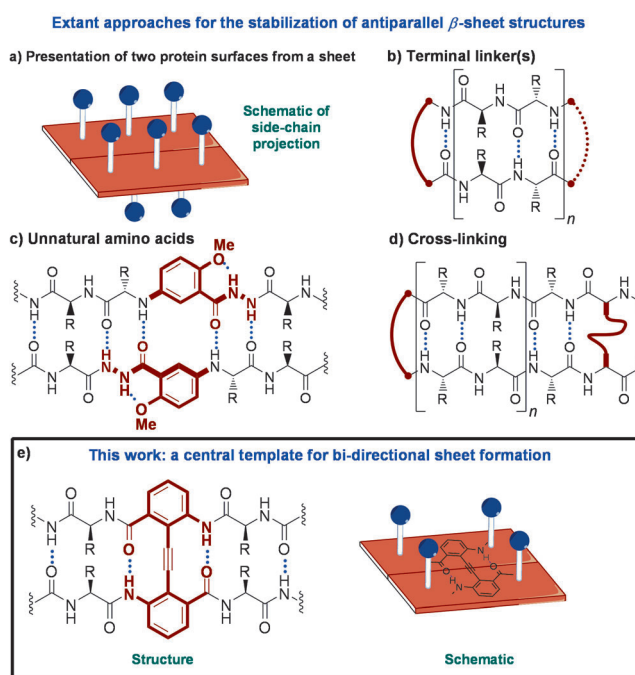 Extant approaches for the stabilization of antiparallel β-sheet structures
a) Presentation of two protein surfaces from a sheet
Schematic of
side-chain
projection
b) Terminal linker(s)
O
H
N
R
O
N
H
R
O
H
N
O
N
H
R
O
H
N
R
O
n
c) Unnatural amino acids
Me
O
H
N
O
R
N
H
R
H
N
O
H
N
N
H
R
O
N
H
O
N
H
R
O
H
N
N
H
O
H
N
R
O
N
H
R
O
O
Me
d) Cross-linking
O
N
H
R
O
H
N
R
O
N
H
R
O
H
N
O
N
H
R
O
H
N
R
O
N
H
R
O
H
N
O
n
e)
This work: a central template for bi-directional sheet formation
O
N
H
R
H
N
O
H
N
O
R
N
H
O
O
N
H
R
O
H
N
O
N
H
R
O
H
N
H
N
O
O
N
H
Structure
Schematic